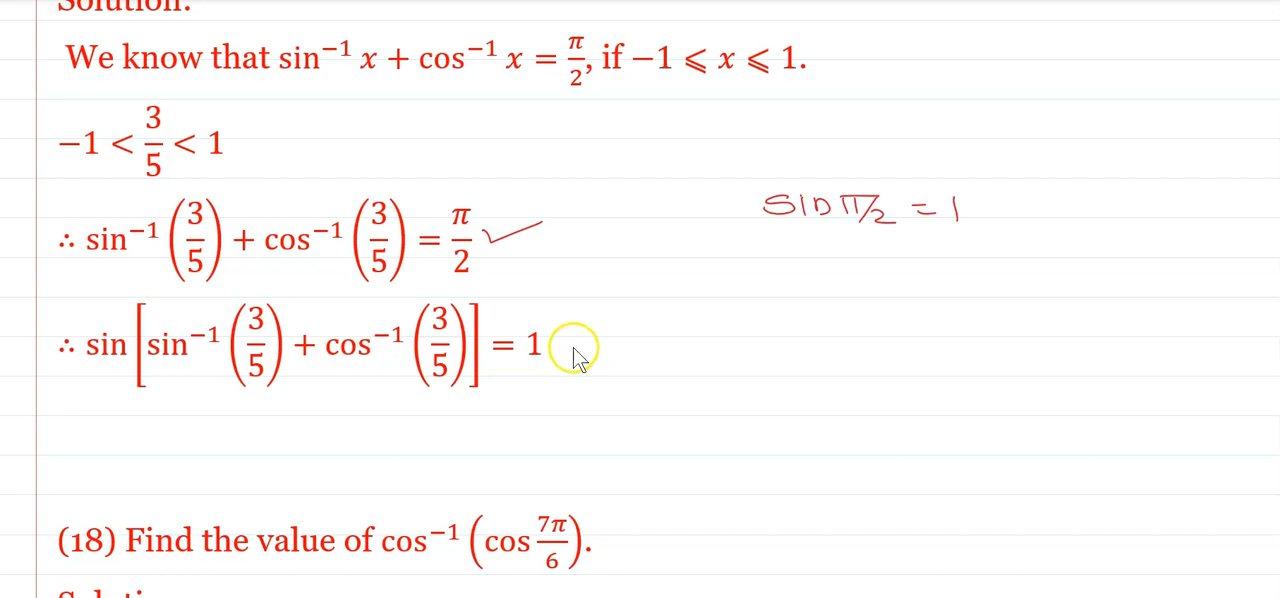 Solution:
We know that sin⁻¹ x + cos⁻¹ x = π/2, if −1 ⩽ x ⩽ 1.
−1 < 3/5 < 1
sin π/2 = 1
∴ sin⁻¹ (3/5) + cos⁻¹ (3/5) = π/2 ✓
∴ sin [sin⁻¹ (3/5) + cos⁻¹ (3/5)] = 1
(18) Find the value of cos⁻¹ (cos 7π/6).